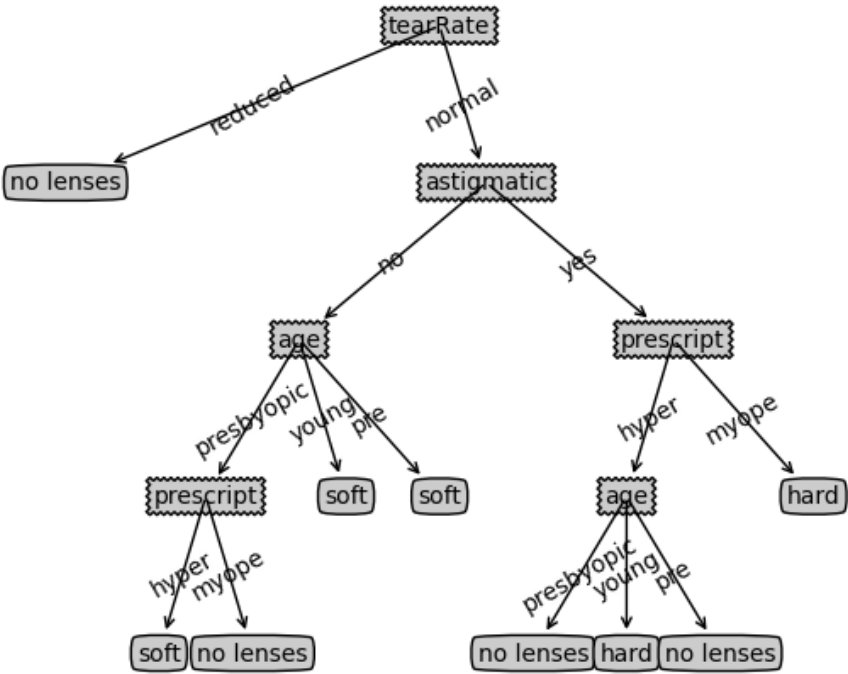 tearRate
reduced
normal
no lenses
astigmatic
no
yes
age
prescript
presbyopic
young
pre
hyper
myope
prescript
soft
soft
age
hard
hyper
myope
presbyopic
young
pre
soft
no lenses
no lenses
hard
no lenses